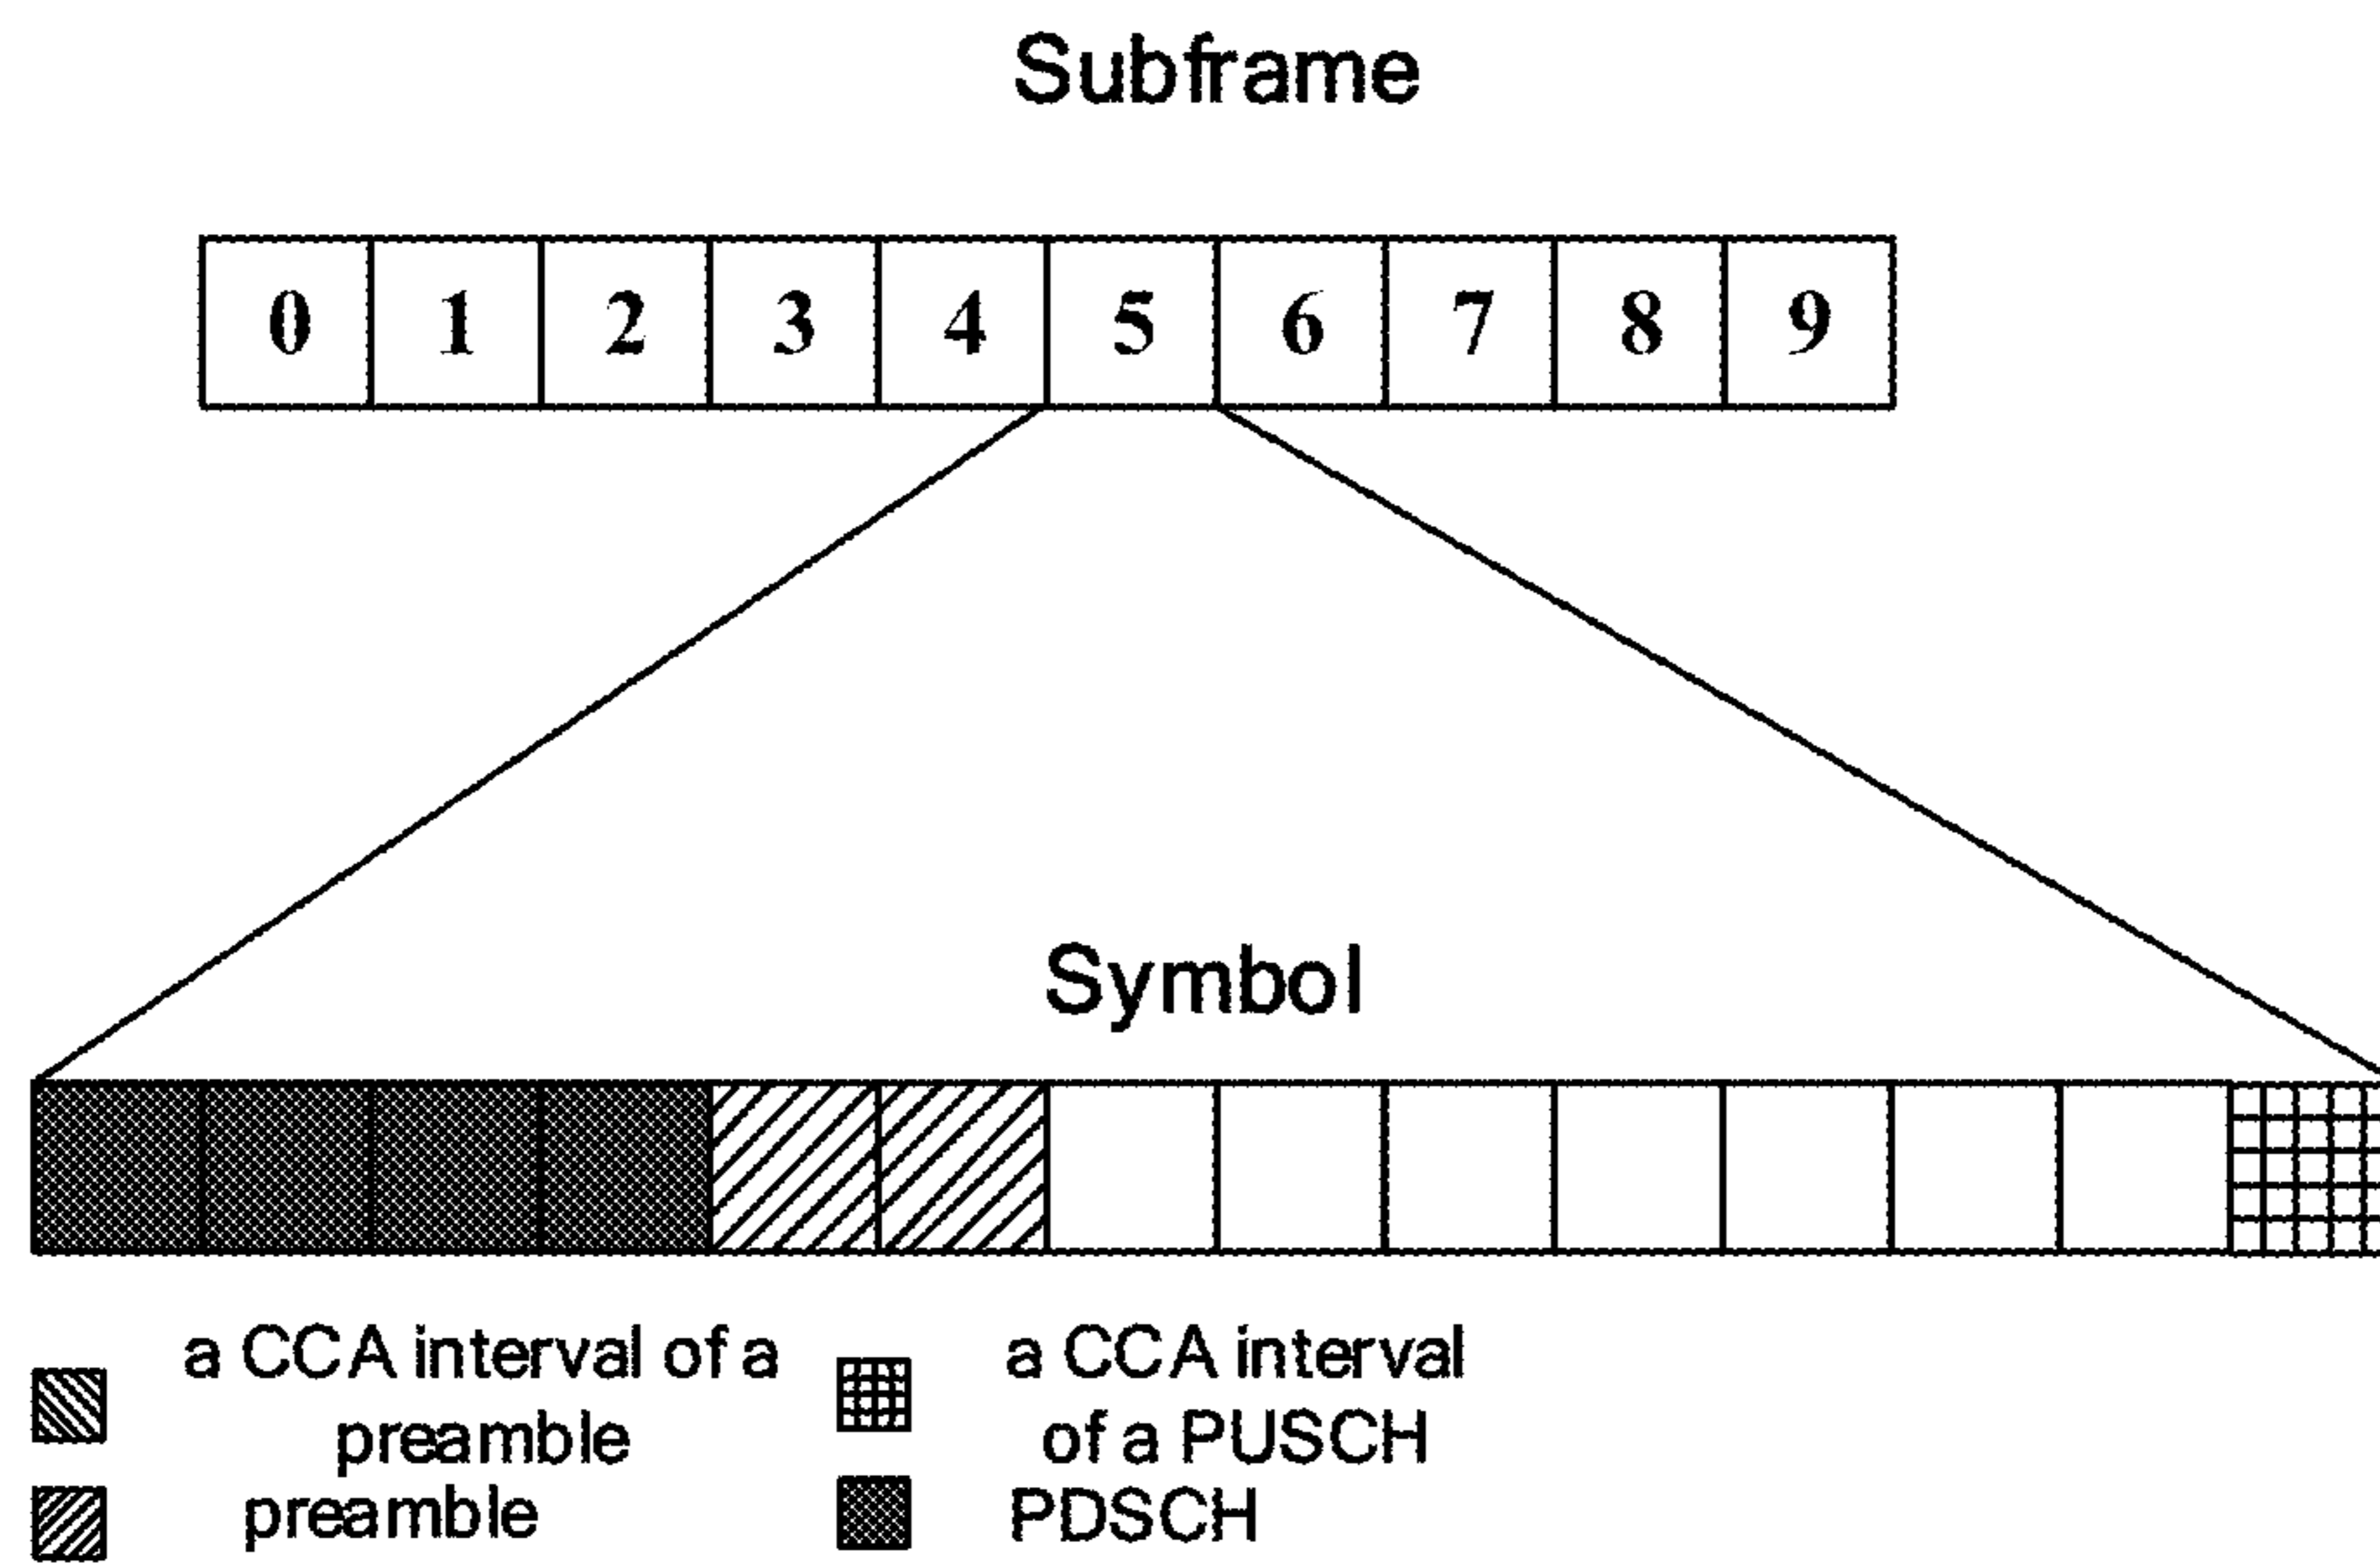 Subframe
0 1 2 3 4 5 6 7 8 9
Symbol
a CCA interval of a
preamble
a CCA interval
of a PUSCH
preamble
PDSCH